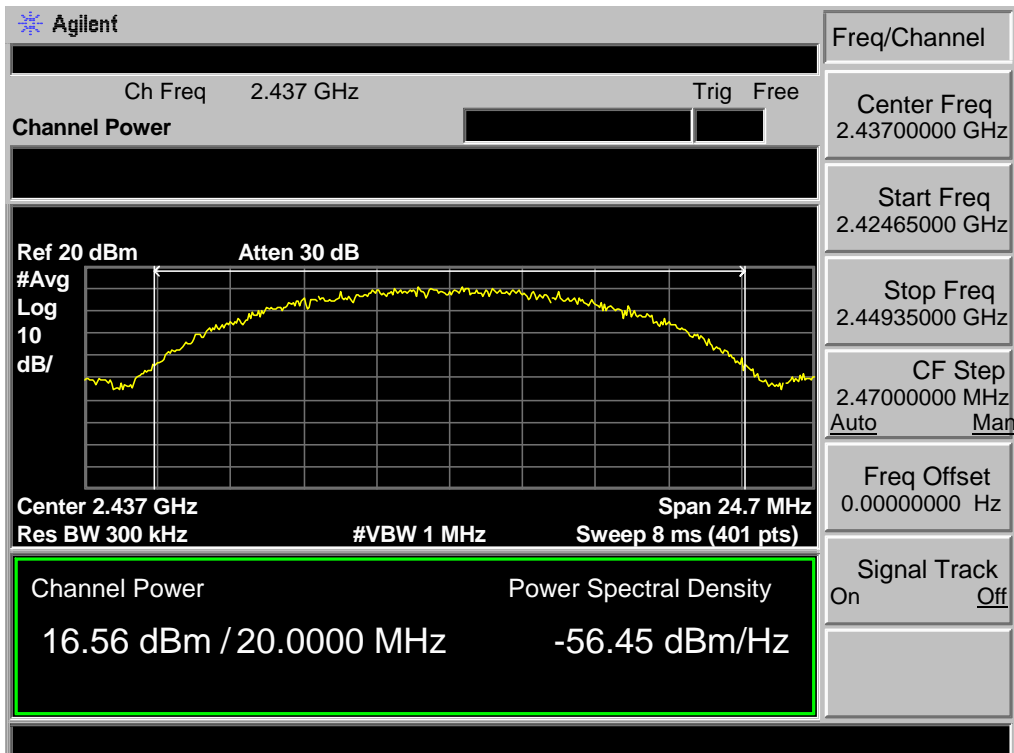 Agilent
Freq/Channel
Ch Freq 2.437 GHz Trig Free
Channel Power
Center Freq
2.43700000 GHz
Start Freq
2.42465000 GHz
Stop Freq
2.44935000 GHz
CF Step
2.47000000 MHz
Auto Man
Freq Offset
0.00000000 Hz
Signal Track
On Off
Ref 20 dBm Atten 30 dB
#Avg
Log
10
dB/
Center 2.437 GHz Span 24.7 MHz
Res BW 300 kHz #VBW 1 MHz Sweep 8 ms (401 pts)
Channel Power Power Spectral Density
16.56 dBm / 20.0000 MHz -56.45 dBm/Hz